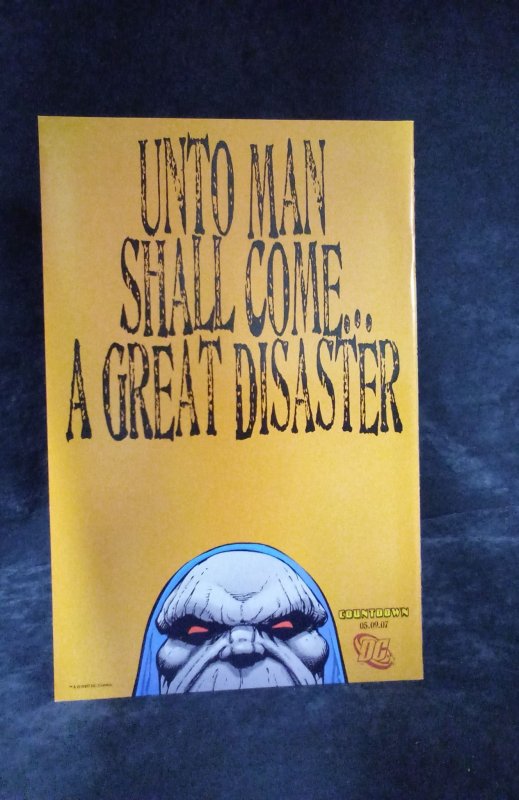 UNTO MAN
SHALL COME...
A GREAT DISASTER
COUNTDOWN
05.09.07
DC